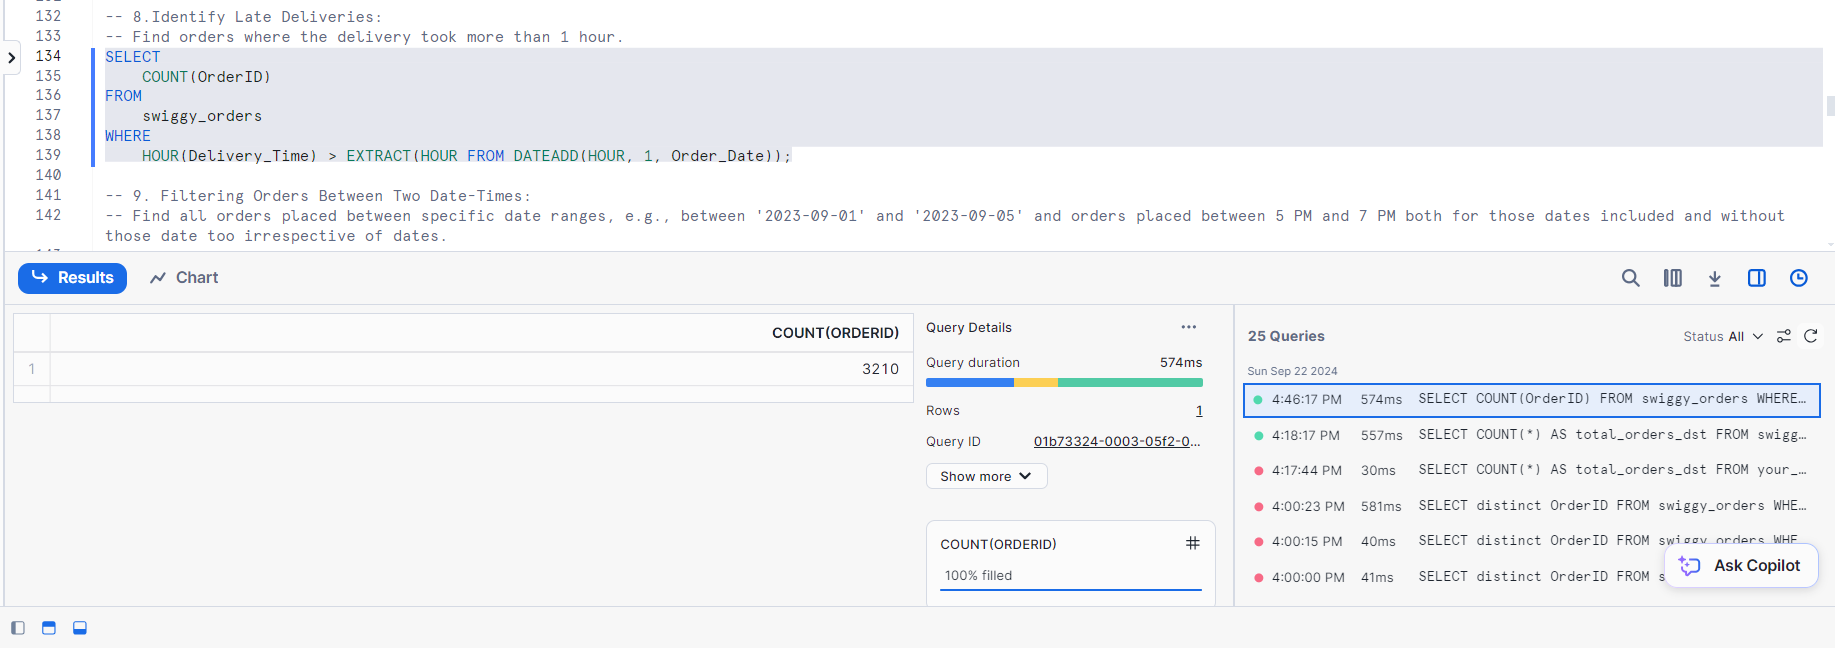 132 -- 8.Identify Late Deliveries:
133 -- Find orders where the delivery took more than 1 hour.
134 SELECT
135 COUNT(OrderID)
136 FROM
137 swiggy_orders
138 WHERE
139 HOUR(Delivery_Time) > EXTRACT(HOUR FROM DATEADD(HOUR, 1, Order_Date));
140
141 -- 9. Filtering Orders Between Two Date-Times:
142 -- Find all orders placed between specific date ranges, e.g., between '2023-09-01' and '2023-09-05' and orders placed between 5 PM and 7 PM both for those dates included and without
those date too irrespective of dates.
Results Chart
COUNT(ORDERID)
1 3210
Query Details ...
Query duration 574ms
Rows 1
Query ID 01b73324-0003-05f2-0...
Show more
COUNT(ORDERID) #
100% filled
25 Queries Status All
Sun Sep 22 2024
4:46:17 PM 574ms SELECT COUNT(OrderID) FROM swiggy_orders WHERE...
4:18:17 PM 557ms SELECT COUNT(*) AS total_orders_dst FROM swigg...
4:17:44 PM 30ms SELECT COUNT(*) AS total_orders_dst FROM your_...
4:00:23 PM 581ms SELECT distinct OrderID FROM swiggy_orders WHE...
4:00:15 PM 40ms SELECT distinct OrderID FROM swiggy_orders WHE
4:00:00 PM 41ms SELECT distinct OrderID FROM s
Ask Copilot